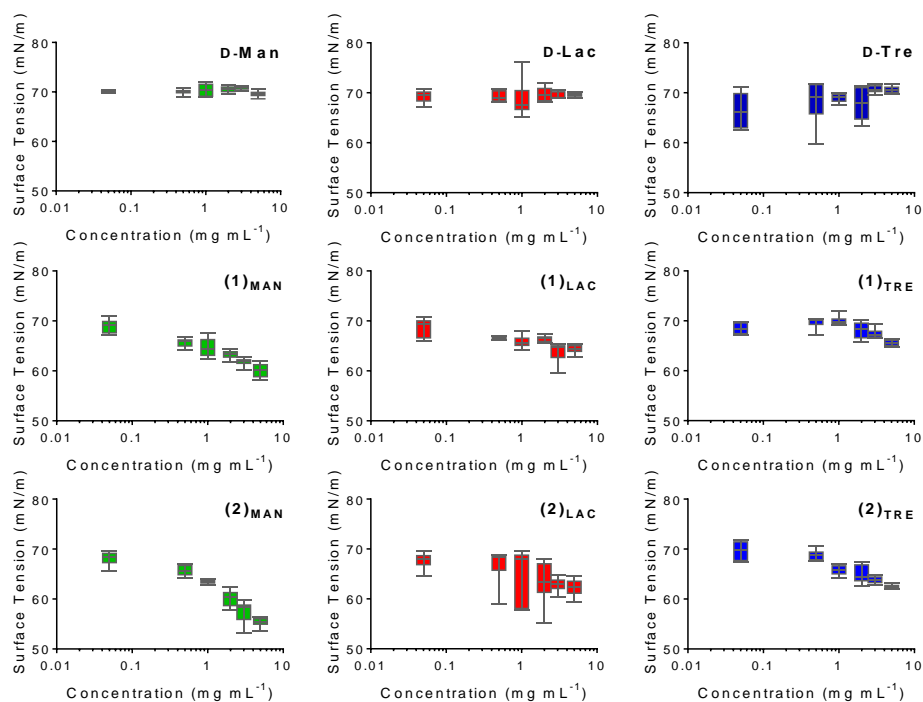 D-Man
80
70
60
50
0.01 0.1 1 10
Surface Tension (mN/m)
Concentration (mg mL⁻¹)
D-Lac
80
70
60
50
0.01 0.1 1 10
Surface Tension (mN/m)
Concentration (mg mL⁻¹)
D-Tre
80
70
60
50
0.01 0.1 1 10
Surface Tension (mN/m)
Concentration (mg mL⁻¹)
(1)MAN
80
70
60
50
0.01 0.1 1 10
Surface Tension (mN/m)
Concentration (mg mL⁻¹)
(1)LAC
80
70
60
50
0.01 0.1 1 10
Surface Tension (mN/m)
Concentration (mg mL⁻¹)
(1)TRE
80
70
60
50
0.01 0.1 1 10
Surface Tension (mN/m)
Concentration (mg mL⁻¹)
(2)MAN
80
70
60
50
0.01 0.1 1 10
Surface Tension (mN/m)
Concentration (mg mL⁻¹)
(2)LAC
80
70
60
50
0.01 0.1 1 10
Surface Tension (mN/m)
Concentration (mg mL⁻¹)
(2)TRE
80
70
60
50
0.01 0.1 1 10
Surface Tension (mN/m)
Concentration (mg mL⁻¹)